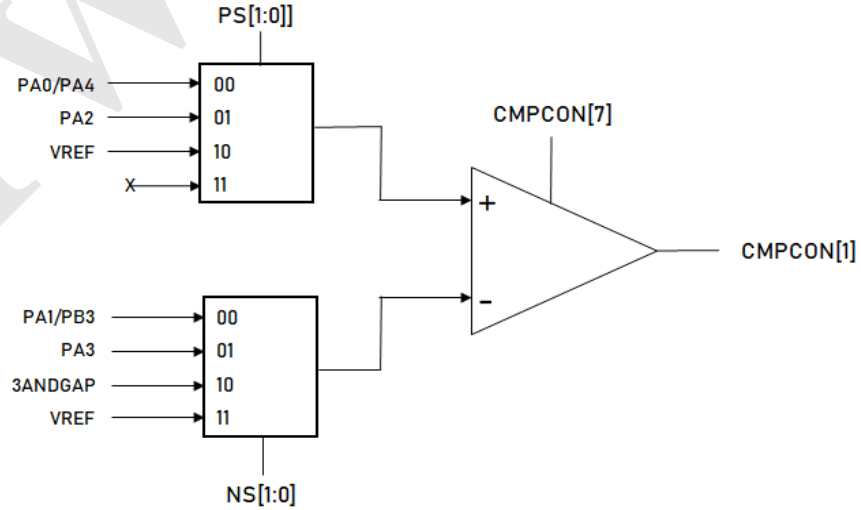 PS[1:0]]
PA0/PA4
00
PA2
01
VREF
10
X
11
CMPCON[7]
+
-
CMPCON[1]
PA1/PB3
00
PA3
01
3ANDGAP
10
VREF
11
NS[1:0]